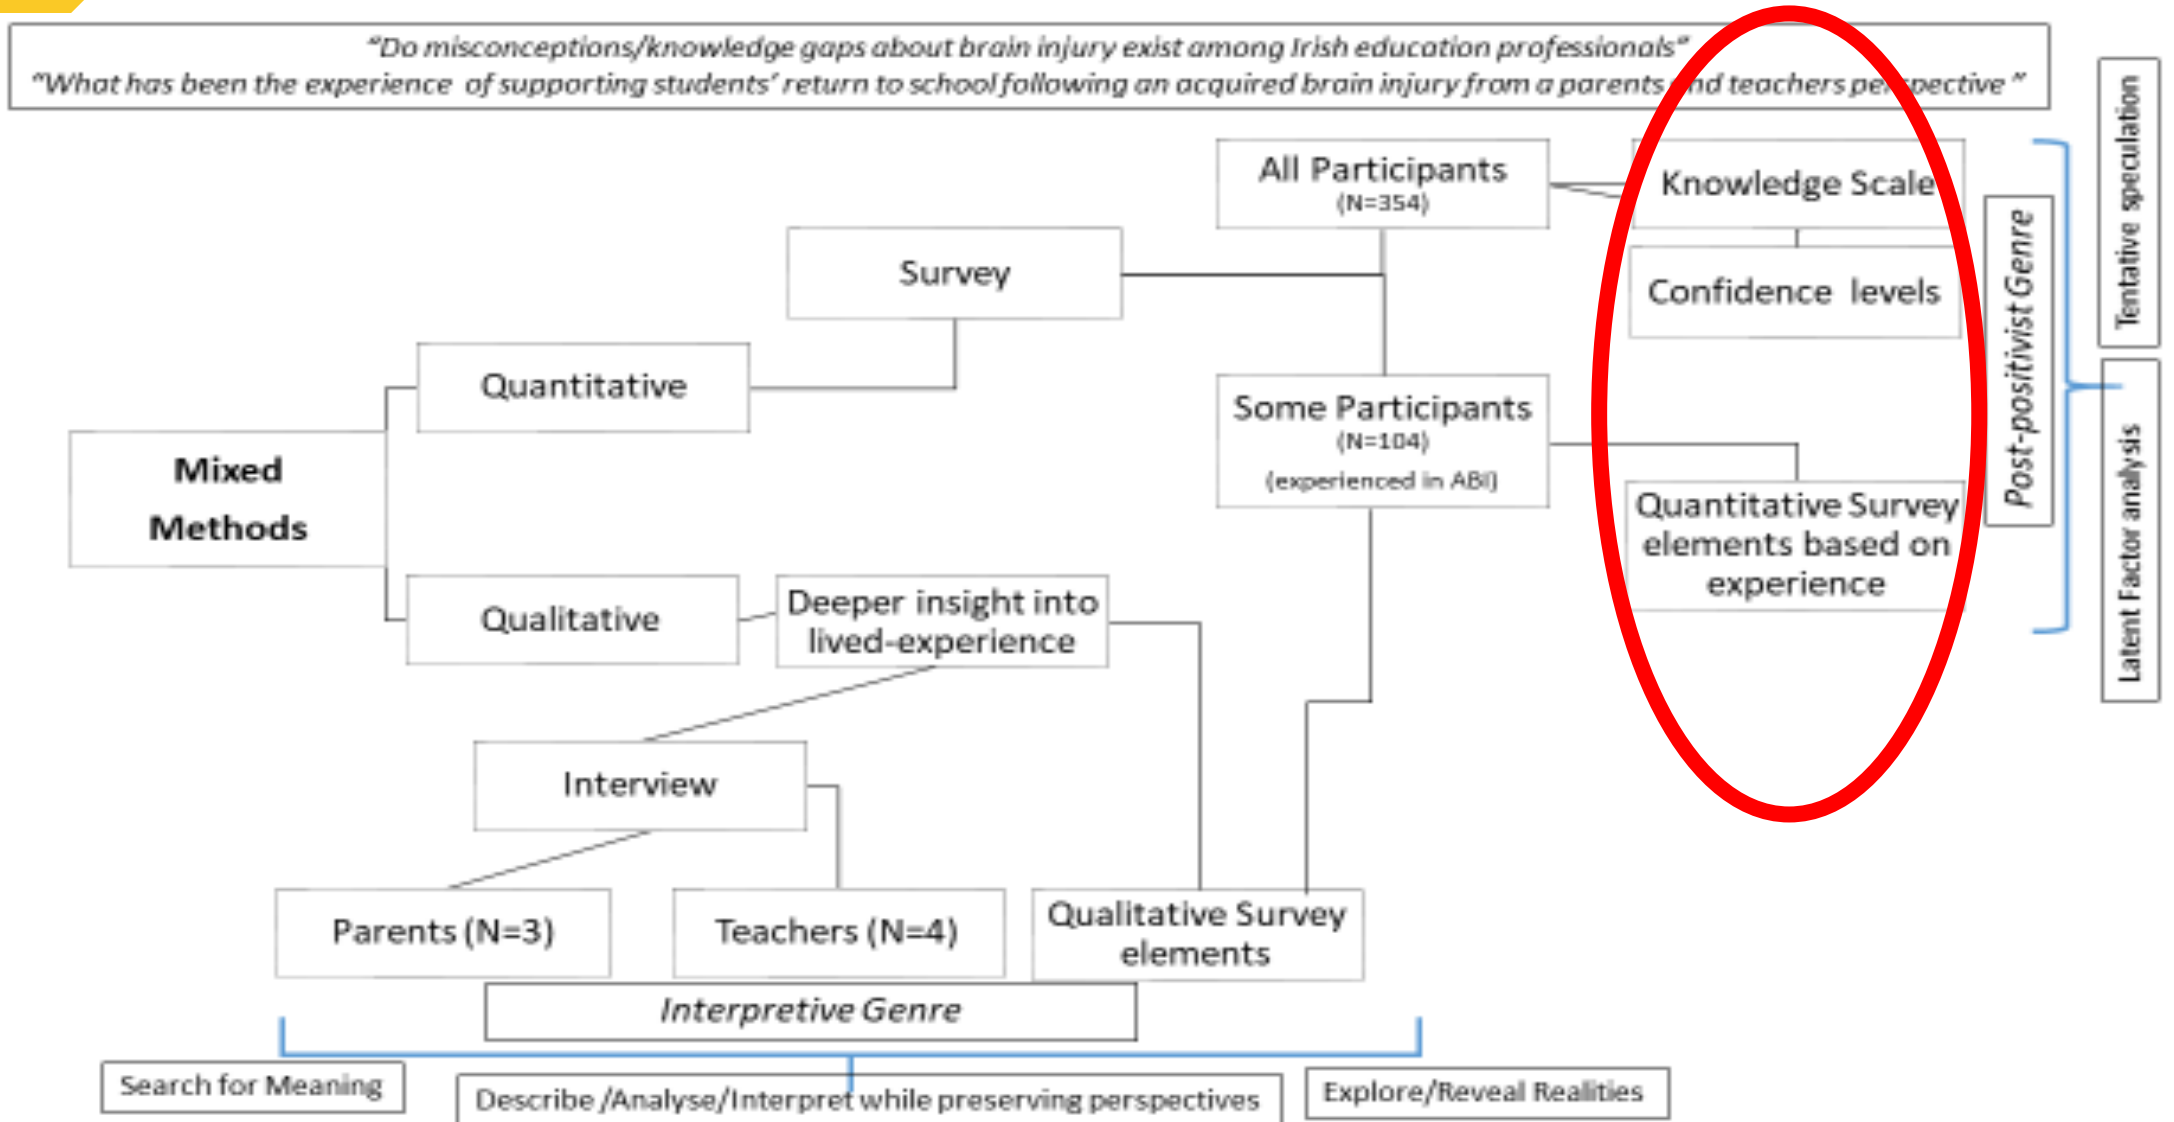 “Do misconceptions/knowledge gaps about brain injury exist among Irish education professionals”
“What has been the experience of supporting students’ return to school following an acquired brain injury from a parents and teachers perspective ”
All Participants
(N=354)
Knowledge Scale
Survey
Confidence levels
Quantitative
Some Participants
(N=104)
(experienced in ABI)
Mixed
Methods
Quantitative Survey
elements based on
experience
Qualitative
Deeper insight into
lived-experience
Interview
Parents (N=3)
Teachers (N=4)
Qualitative Survey
elements
Interpretive Genre
Search for Meaning
Describe /Analyse/Interpret while preserving perspectives
Explore/Reveal Realities
Post-positivist Genre
Tentative speculation
Latent Factor analysis